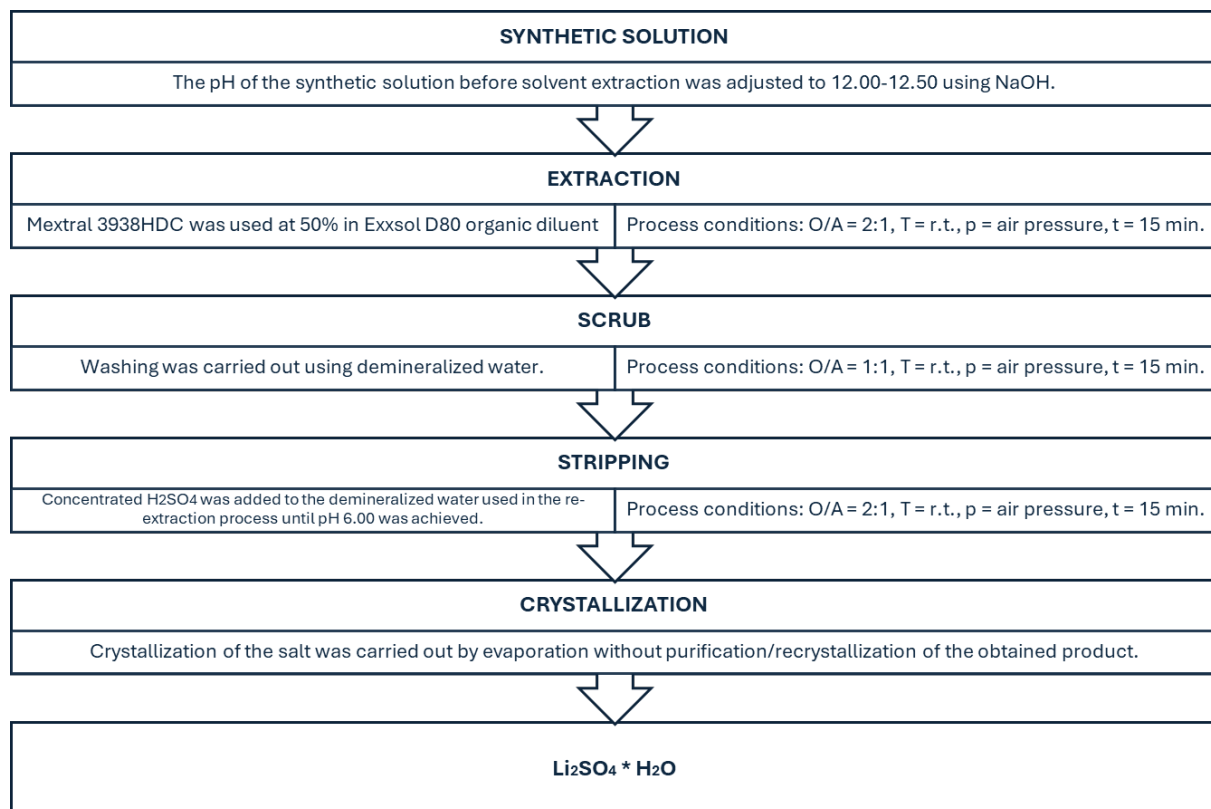 SYNTHETIC SOLUTION
The pH of the synthetic solution before solvent extraction was adjusted to 12.00-12.50 using NaOH.
EXTRACTION
Mextral 3938HDC was used at 50% in Exxsol D80 organic diluent
Process conditions: O/A = 2:1, T = r.t., p = air pressure, t = 15 min.
SCRUB
Washing was carried out using demineralized water.
Process conditions: O/A = 1:1, T = r.t., p = air pressure, t = 15 min.
STRIPPING
Concentrated H2SO4 was added to the demineralized water used in the re-
extraction process until pH 6.00 was achieved.
Process conditions: O/A = 2:1, T = r.t., p = air pressure, t = 15 min.
CRYSTALLIZATION
Crystallization of the salt was carried out by evaporation without purification/recrystallization of the obtained product.
Li₂SO₄ * H₂O